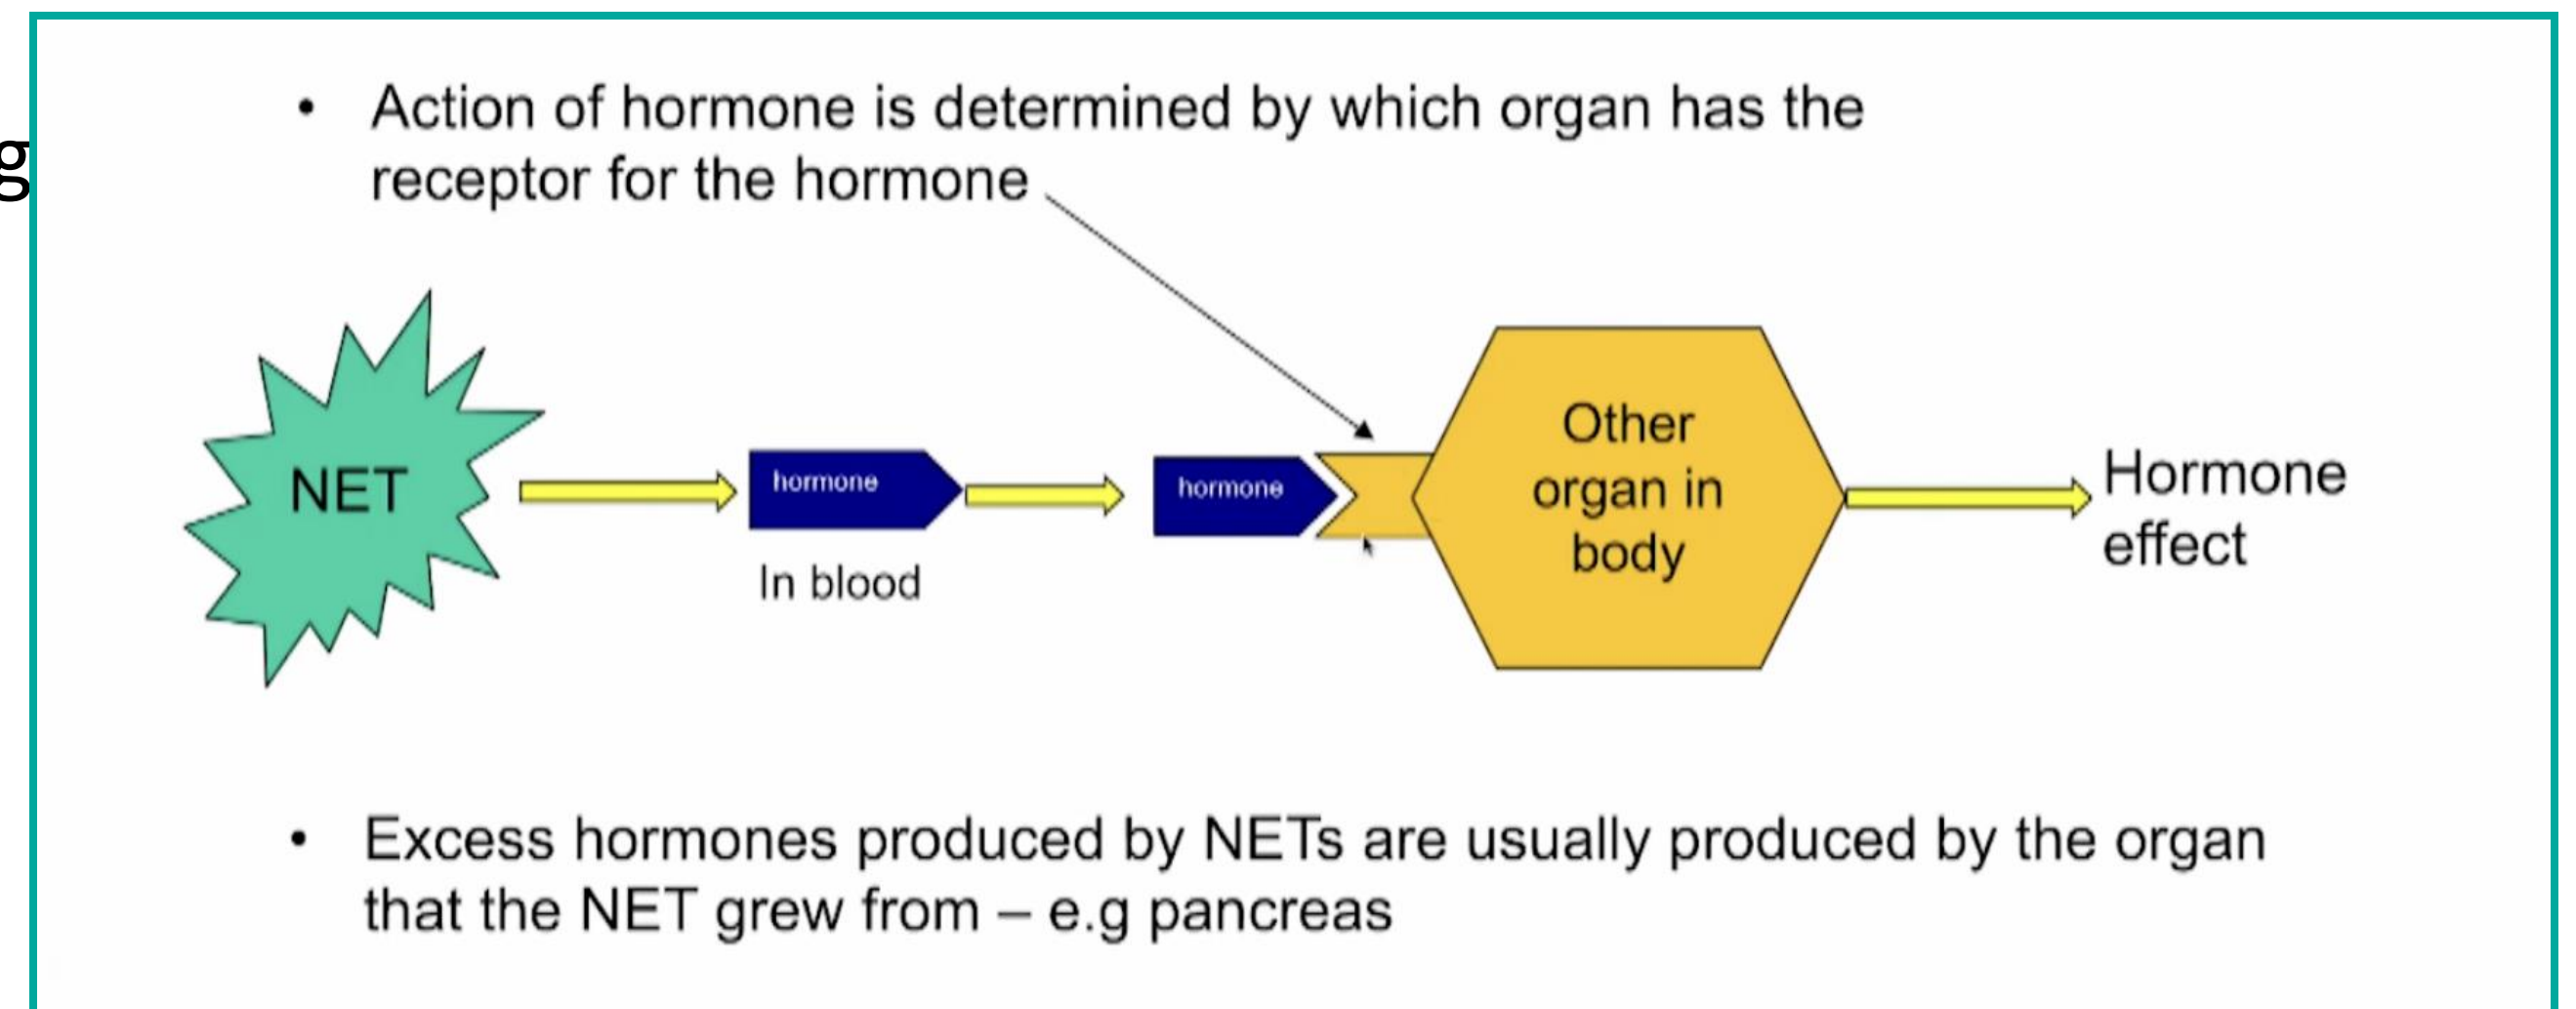 • Action of hormone is determined by which organ has the
receptor for the hormone
g
NET
hormone
In blood
hormone
Other
organ in
body
Hormone
effect
• Excess hormones produced by NETs are usually produced by the organ
that the NET grew from – e.g pancreas